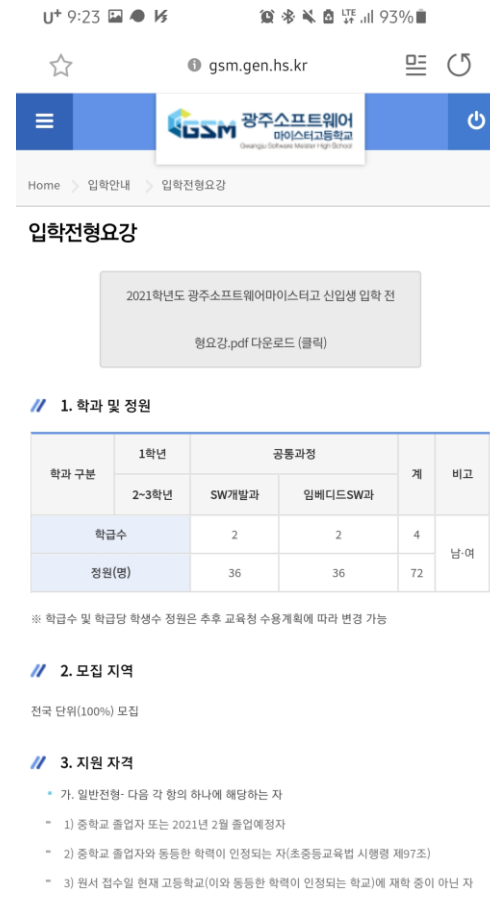 U+ 9:23 LTE 93%
gsm.gen.hs.kr
GSM 광주소프트웨어
마이스터고등학교
Gwangju Software Meister High School
Home 입학안내 입학전형요강
입학전형요강
2021학년도 광주소프트웨어마이스터고 신입생 입학 전
형요강.pdf 다운로드 (클릭)
1. 학과 및 정원
학과 구분 1학년 공통과정 계 비고
2~3학년 SW개발과 임베디드SW과
학급수 2 2 4 남·여
정원(명) 36 36 72
※ 학급수 및 학급당 학생수 정원은 추후 교육청 수용계획에 따라 변경 가능
2. 모집 지역
전국 단위(100%) 모집
3. 지원 자격
가. 일반전형- 다음 각 항의 하나에 해당하는 자
- 1) 중학교 졸업자 또는 2021년 2월 졸업예정자
- 2) 중학교 졸업자와 동등한 학력이 인정되는 자(초중등교육법 시행령 제97조)
- 3) 원서 접수일 현재 고등학교(이와 동등한 학력이 인정되는 학교)에 재학 중이 아닌 자